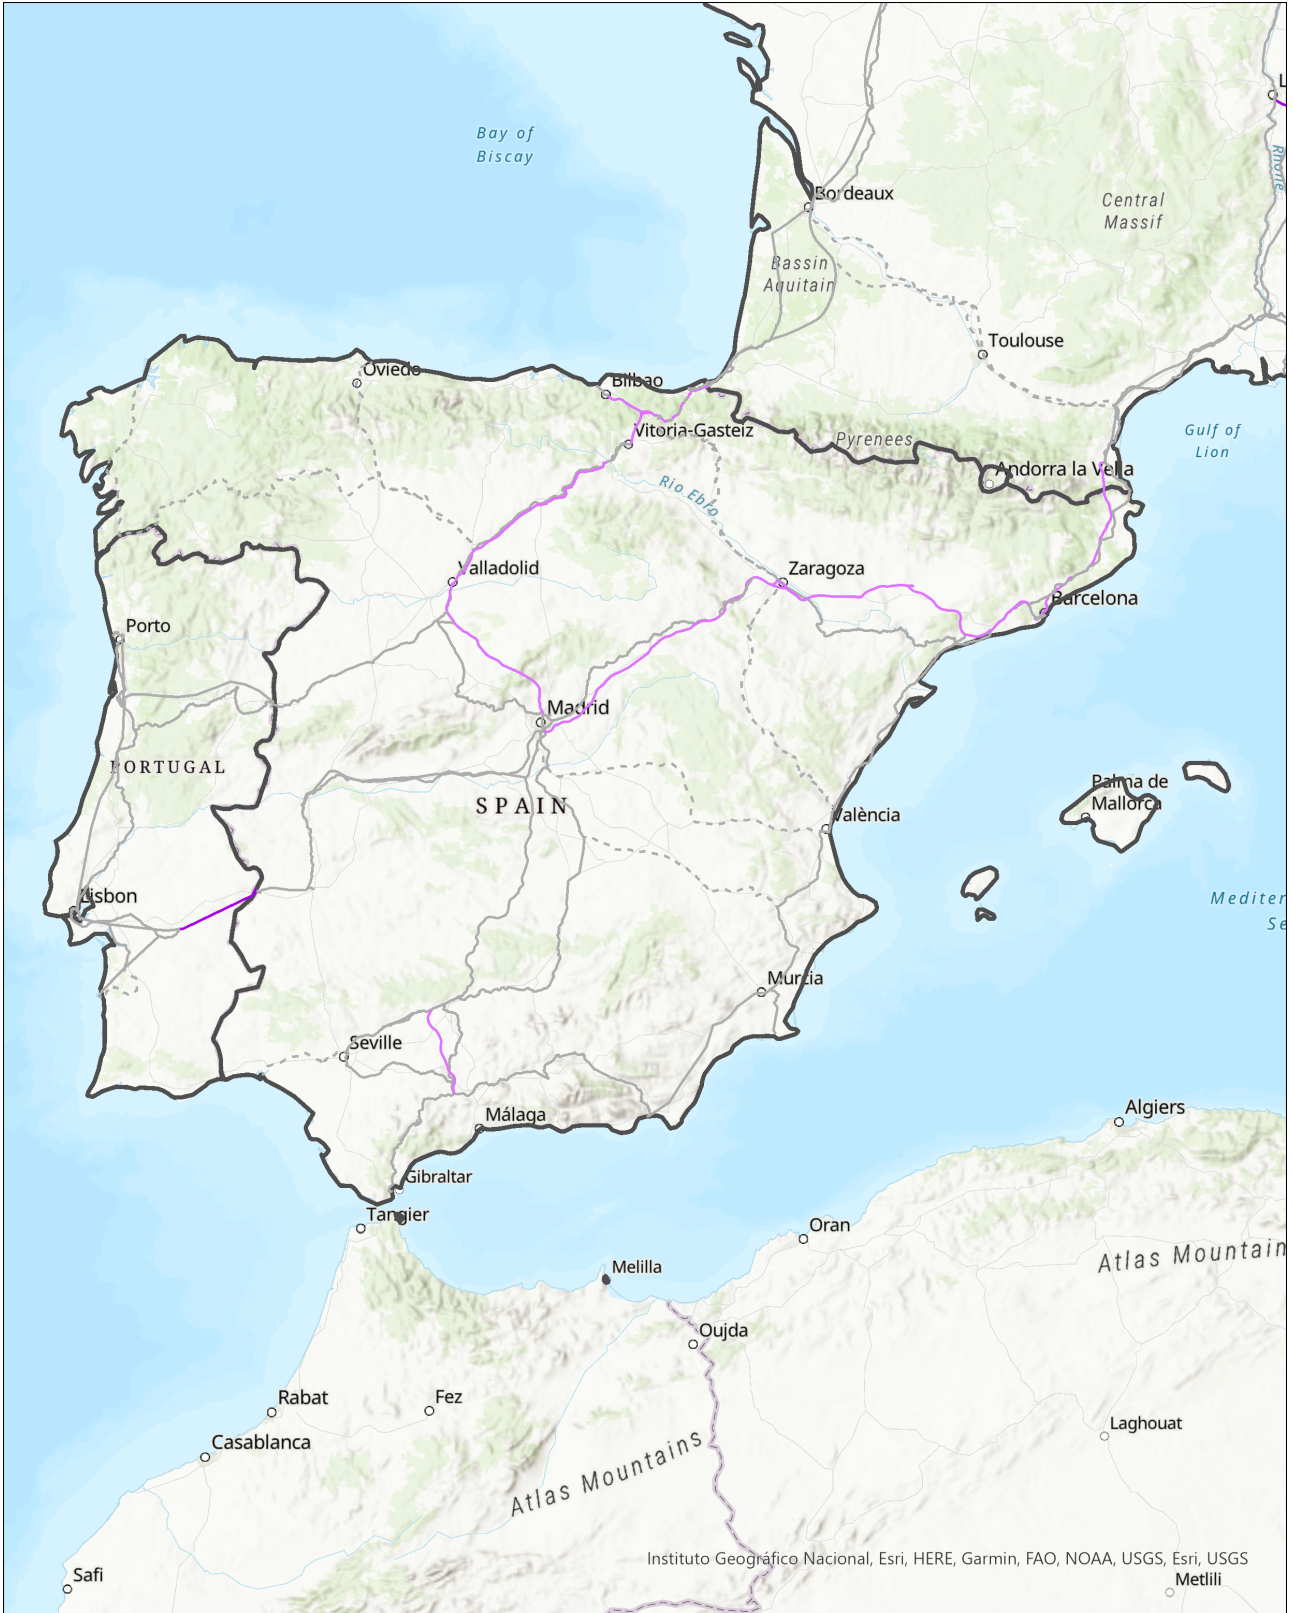 L
Bay of
Biscay
Rhone
Bordeaux
Central
Massif
Bassin
Aquitain
Toulouse
Oviedo
Bilbao
Vitoria-Gasteiz
Pyrenees
Gulf of
Lion
Andorra la Vella
Rio Ebro
Valladolid
Zaragoza
Barcelona
Porto
Madrid
PORTUGAL
SPAIN
Palma de
Mallorca
València
Lisbon
Mediter
Se
Murcia
Seville
Málaga
Algiers
Gibraltar
Tangier
Oran
Atlas Mountain
Melilla
Oujda
Rabat
Fez
Laghouat
Casablanca
Atlas Mountains
Instituto Geográfico Nacional, Esri, HERE, Garmin, FAO, NOAA, USGS, Esri, USGS
Safi
Metlili